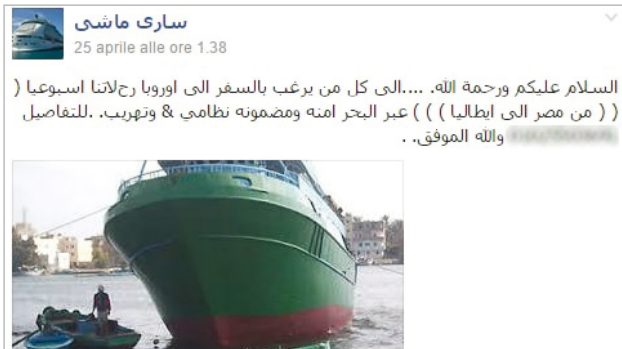 سارى ماشي
25 aprile alle ore 1.38
السلام عليكم ورحمة الله. ....الى كل من يرغب بالسفر الى اوروبا رحلاتنا اسبوعيا (
( ( من مصر الى ايطاليا ) ) ) عبر البحر امنه ومضمونه نظامي & وتهريب. .للتفاصيل
والله الموفق. .